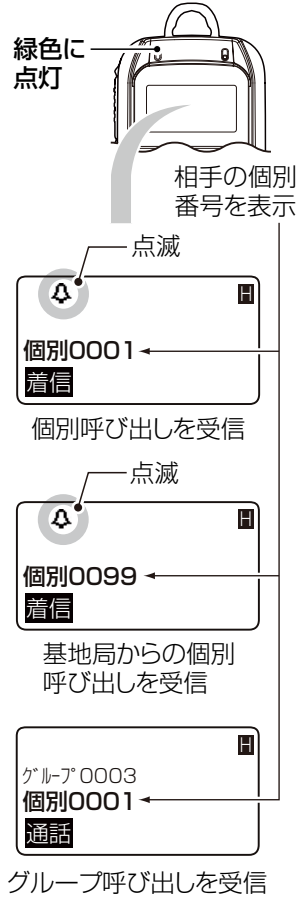 緑色に
点灯
相手の個別
番号を表示
点滅
H
個別0001
着信
個別呼び出しを受信
点滅
H
個別0099
着信
基地局からの個別
呼び出しを受信
H
ｸﾞﾙｰﾌﾟ0003
個別0001
通話
グループ呼び出しを受信